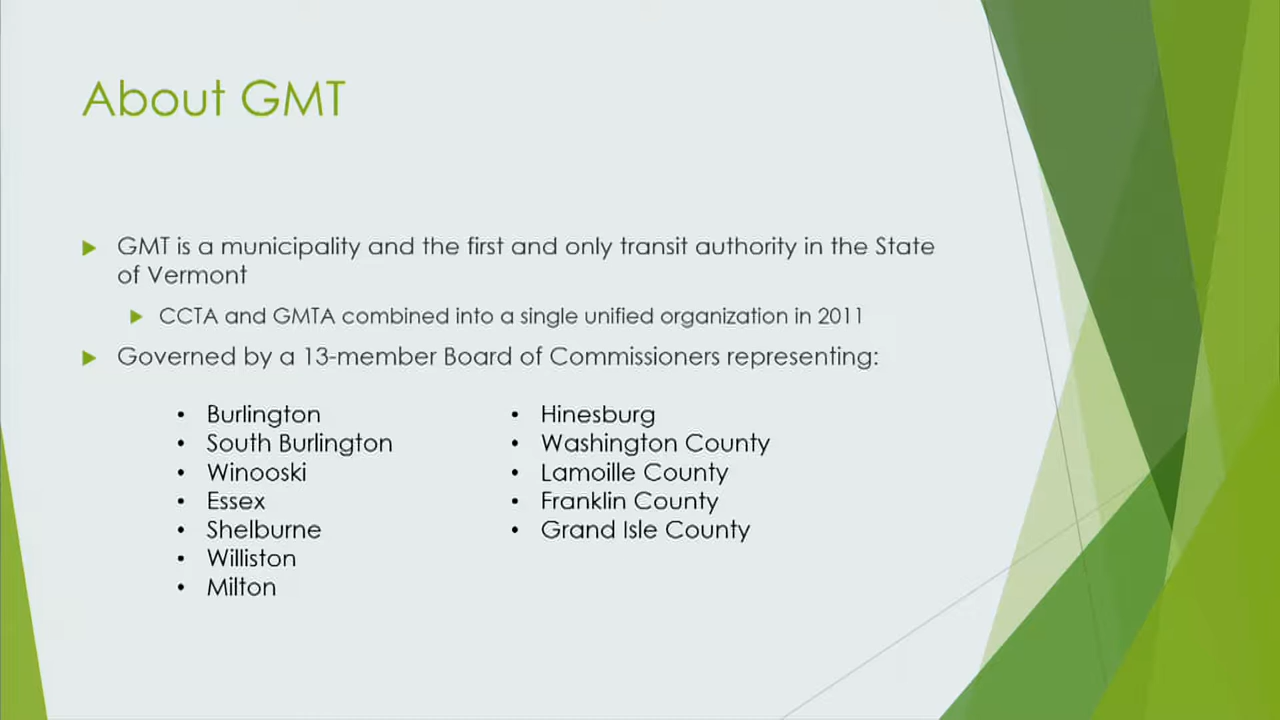 About GMT
GMT is a municipality and the first and only transit authority in the State
of Vermont
CCTA and GMTA combined into a single unified organization in 2011
Governed by a 13-member Board of Commissioners representing:
• Burlington
• South Burlington
• Winooski
• Essex
• Shelburne
• Williston
• Milton
• Hinesburg
• Washington County
• Lamoille County
• Franklin County
• Grand Isle County